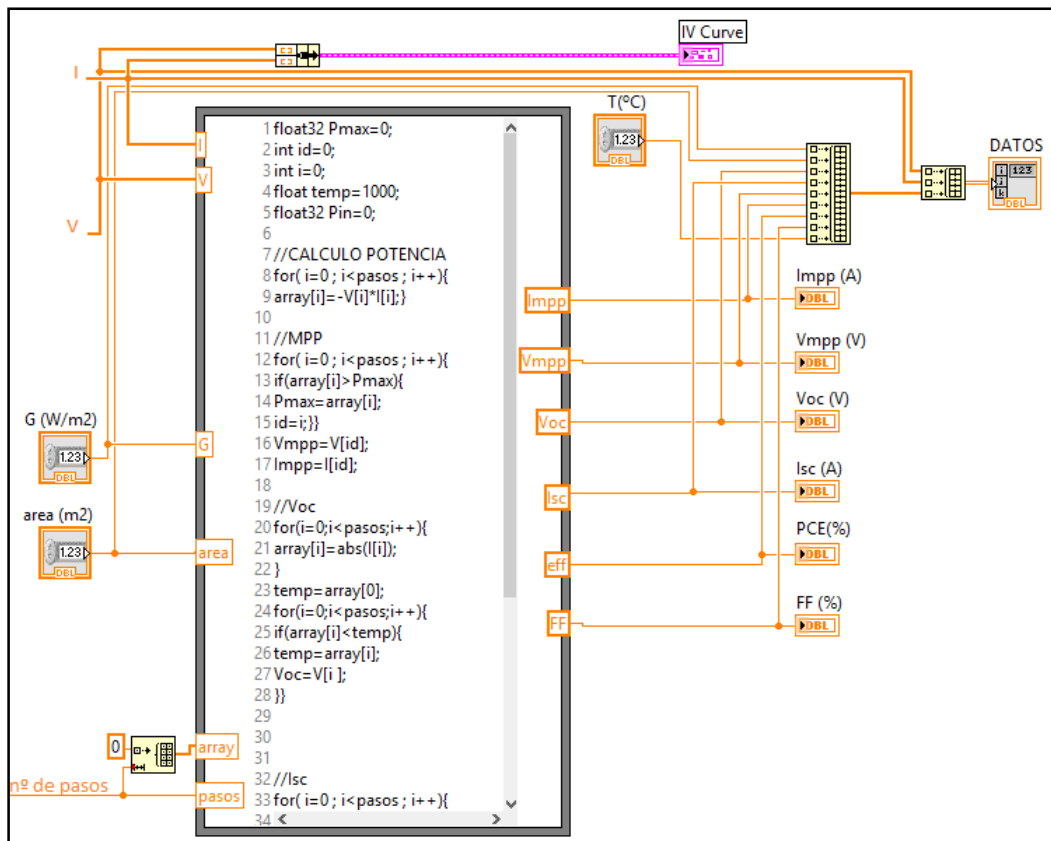 IV Curve
I
V
T(ºC)
1.23
DBL
DATOS
i
j
k
123
DBL
I
V
1 float32 Pmax=0;
2 int id=0;
3 int i=0;
4 float temp=1000;
5 float32 Pin=0;
6
7 //CALCULO POTENCIA
8 for( i=0 ; i<pasos ; i++){
9 array[i]=-V[i]*I[i];}
10
11 //MPP
12 for( i=0 ; i<pasos ; i++){
13 if(array[i]>Pmax){
14 Pmax=array[i];
15 id=i;}}
16 Vmpp=V[id];
17 Impp=I[id];
18
19 //Voc
20 for(i=0;i<pasos;i++){
21 array[i]=abs(I[i]);
22 }
23 temp=array[0];
24 for(i=0;i<pasos;i++){
25 if(array[i]<temp){
26 temp=array[i];
27 Voc=V[i ];
28 }}
29
30
31
32 //Isc
33 for( i=0 ; i<pasos ; i++){
34
G (W/m2)
1.23
DBL
G
area (m2)
1.23
DBL
area
0
array
nº de pasos
pasos
Impp
Vmpp
Voc
Isc
eff
FF
Impp (A)
DBL
Vmpp (V)
DBL
Voc (V)
DBL
Isc (A)
DBL
PCE(%)
DBL
FF (%)
DBL